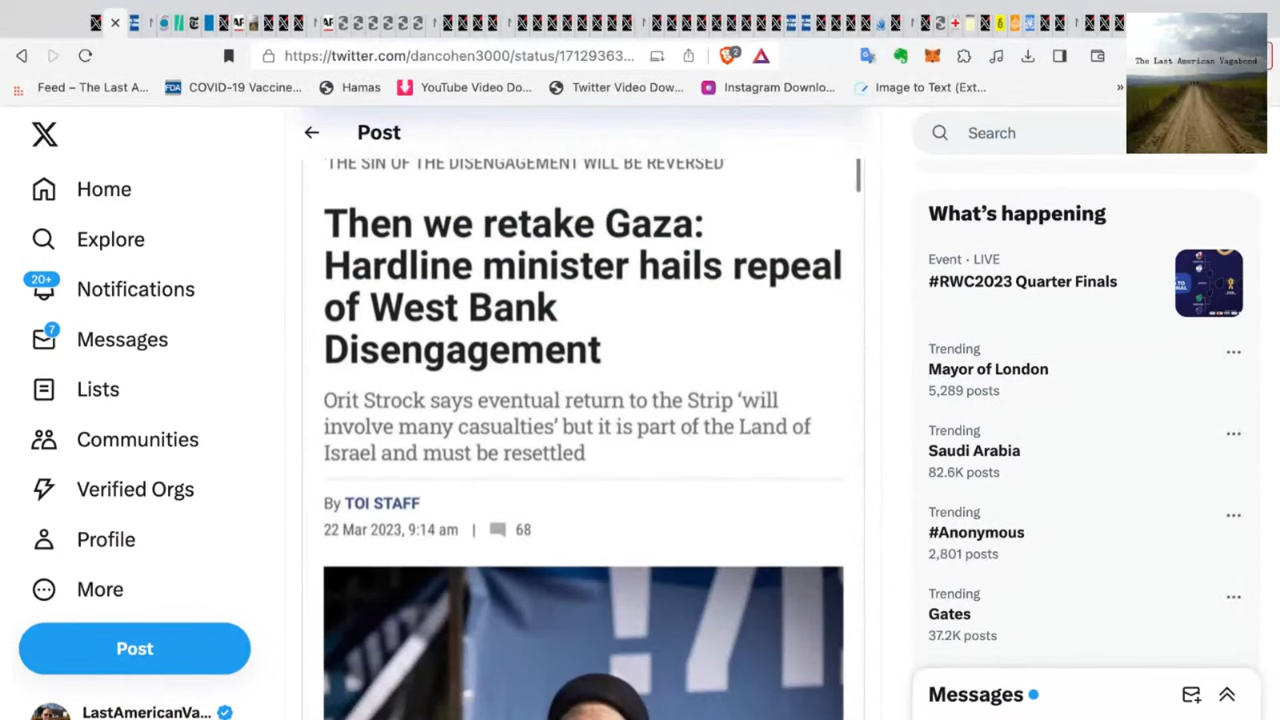 https://twitter.com/dancohen3000/status/17129363...
2
Feed – The Last A...
FDA
COVID-19 Vaccine...
Hamas
YouTube Video Do...
Twitter Video Dow...
Instagram Downlo...
Image to Text (Ext...
»
The Last American Vagabond
Post
Search
Home
Explore
20+
Notifications
7
Messages
Lists
Communities
Verified Orgs
Profile
More
Post
LastAmericanVa...
'THE SIN OF THE DISENGAGEMENT WILL BE REVERSED
Then we retake Gaza:
Hardline minister hails repeal
of West Bank
Disengagement
Orit Strock says eventual return to the Strip ‘will
involve many casualties’ but it is part of the Land of
Israel and must be resettled
By TOI STAFF
22 Mar 2023, 9:14 am | 68
What’s happening
Event · LIVE
#RWC2023 Quarter Finals
Trending
Mayor of London
5,289 posts
Trending
Saudi Arabia
82.6K posts
Trending
#Anonymous
2,801 posts
Trending
Gates
37.2K posts
Messages